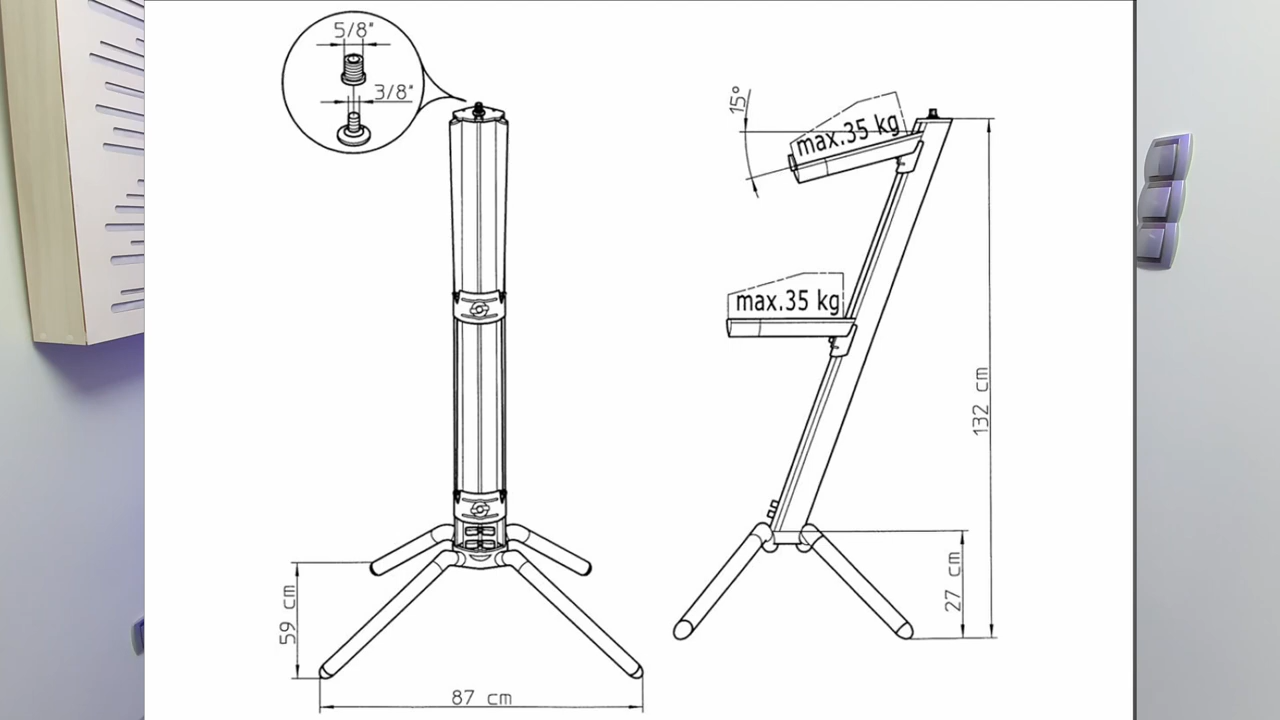 5/8"
3/8"
15°
max.35 kg
max.35 kg
132 cm
27 cm
59 cm
87 cm